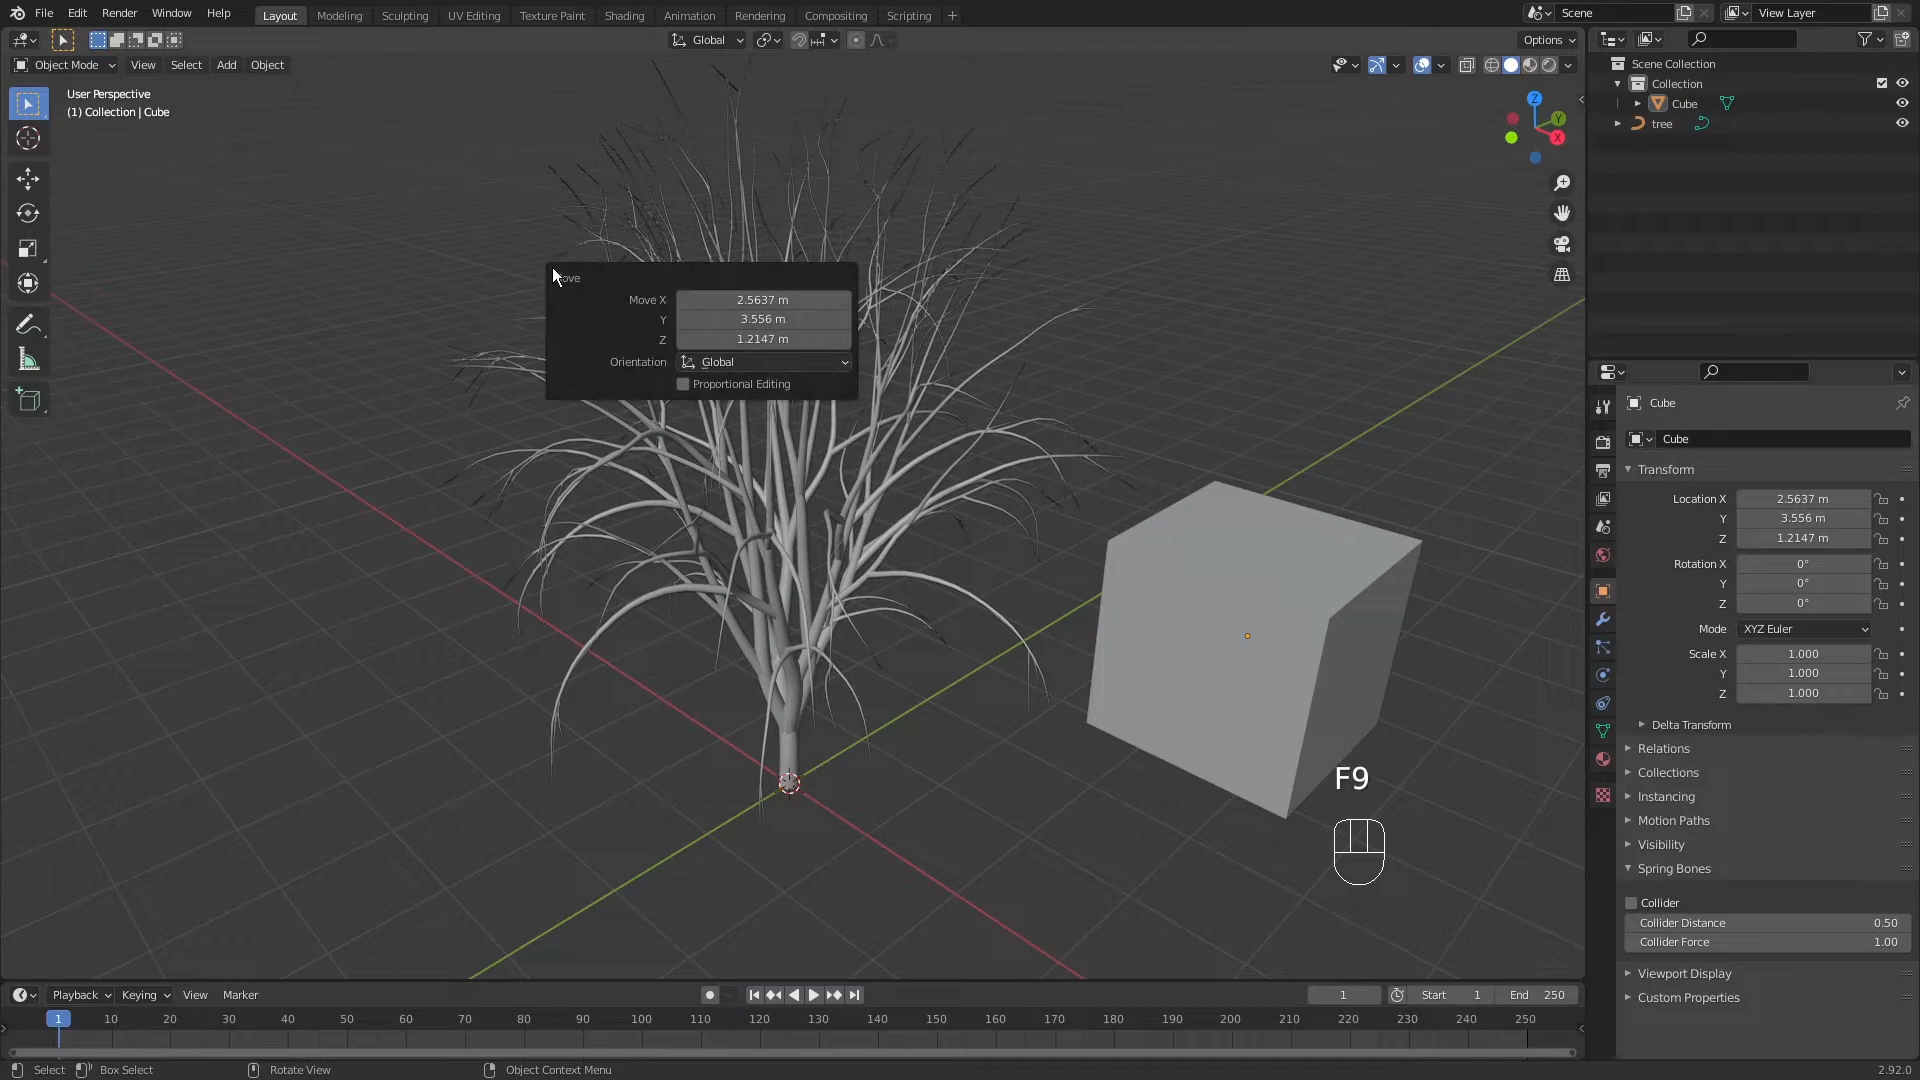 File Edit Render Window Help
Layout Modeling Sculpting UV Editing Texture Paint Shading Animation Rendering Compositing Scripting +
Scene
View Layer
Global
Options
Object Mode View Select Add Object
User Perspective
(1) Collection | Cube
Z
Y
X
Scene Collection
Collection
Cube
tree
Move X 2.5637 m
Y 3.556 m
Z 1.2147 m
Orientation Global
Proportional Editing
F9
Cube
Cube
Transform
Location X 2.5637 m
Y 3.556 m
Z 1.2147 m
Rotation X 0°
Y 0°
Z 0°
Mode XYZ Euler
Scale X 1.000
Y 1.000
Z 1.000
Delta Transform
Relations
Collections
Instancing
Motion Paths
Visibility
Spring Bones
Collider
Collider Distance 0.50
Collider Force 1.00
Viewport Display
Custom Properties
Playback Keying View Marker
1 Start 1 End 250
1 10 20 30 40 50 60 70 80 90 100 110 120 130 140 150 160 170 180 190 200 210 220 230 240 250
Select Box Select Rotate View Object Context Menu 2.92.0